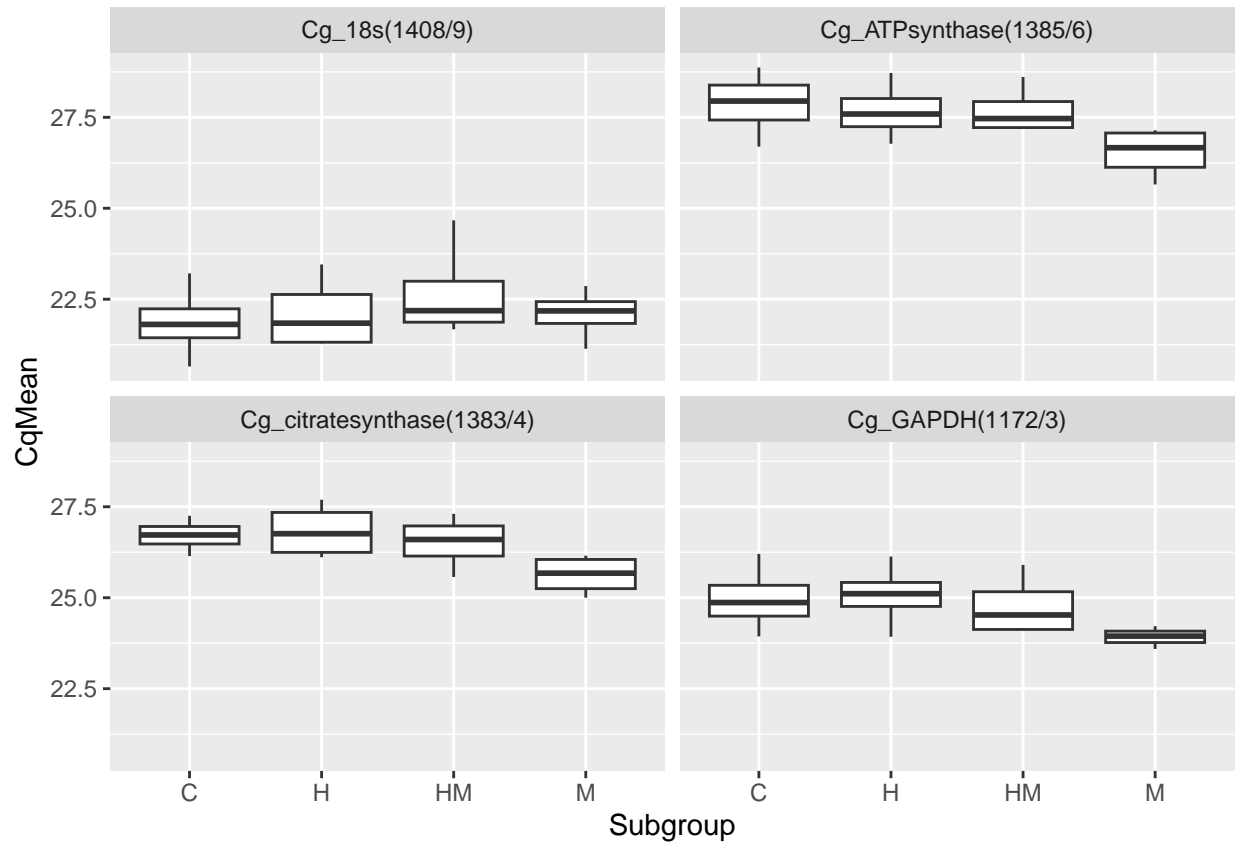 Cg_18s(1408/9)
Cg_ATPsynthase(1385/6)
27.5
25.0
22.5
Cg_citratesynthase(1383/4)
Cg_GAPDH(1172/3)
27.5
25.0
22.5
CqMean
C H HM M
C H HM M
Subgroup